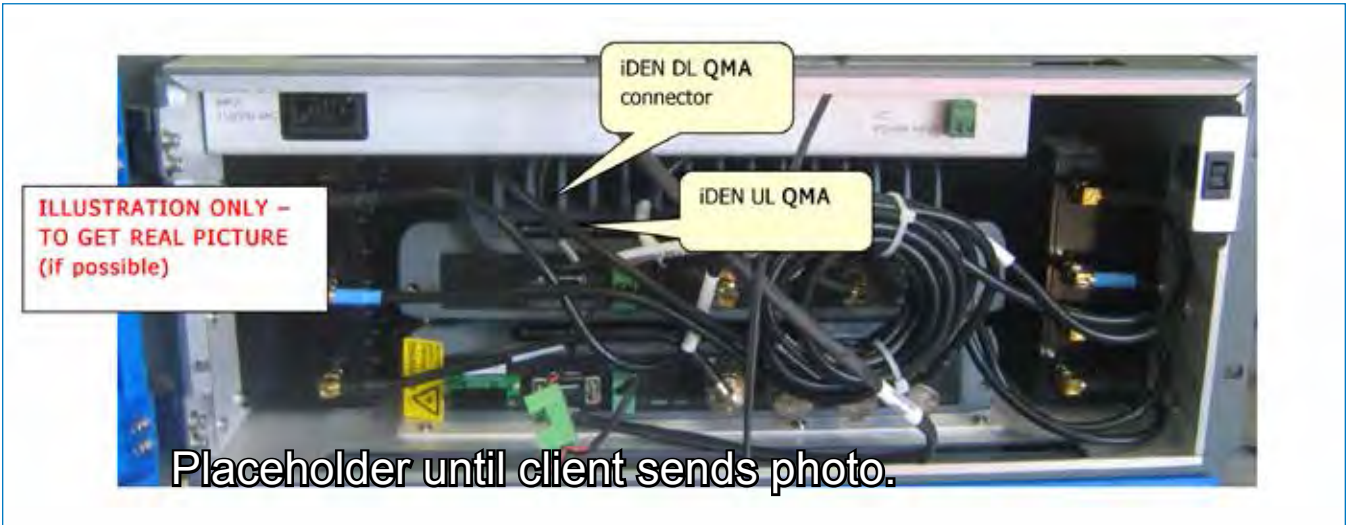 iDEN DL QMA
connector
iDEN UL QMA
ILLUSTRATION ONLY –
TO GET REAL PICTURE
(if possible)
Placeholder until client sends photo.